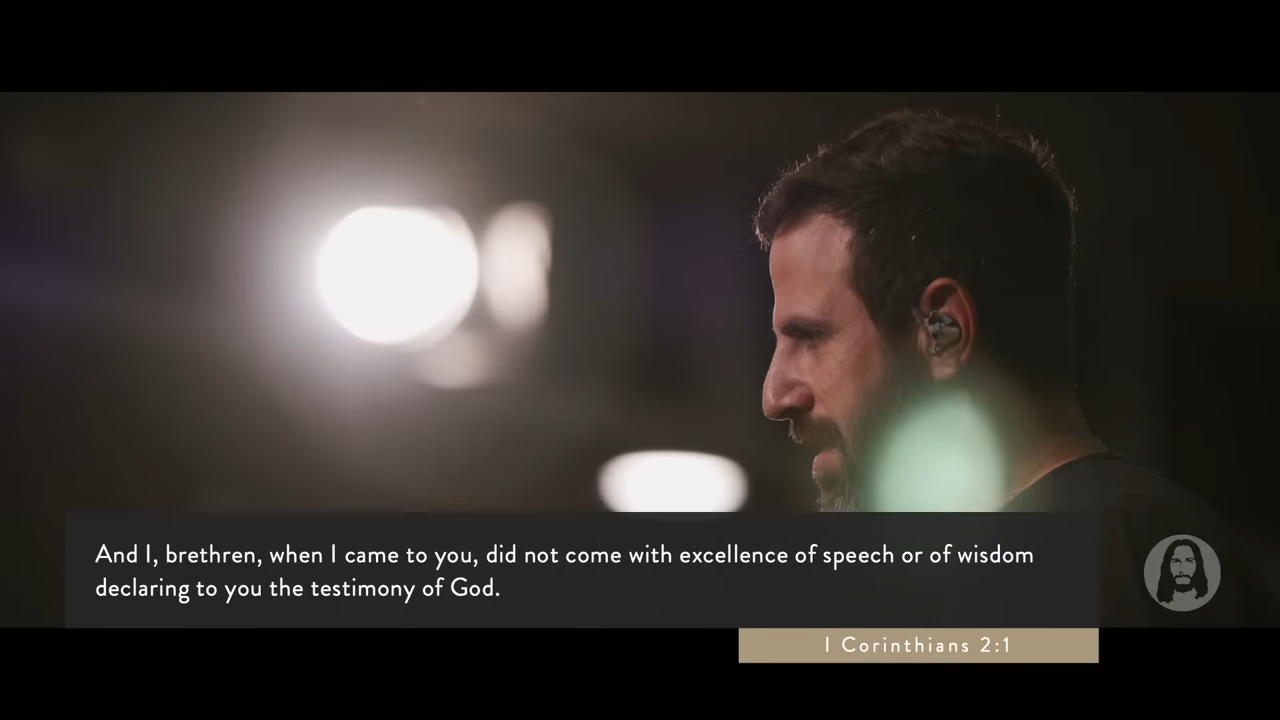 And I, brethren, when I came to you, did not come with excellence of speech or of wisdom
declaring to you the testimony of God.
I Corinthians 2:1